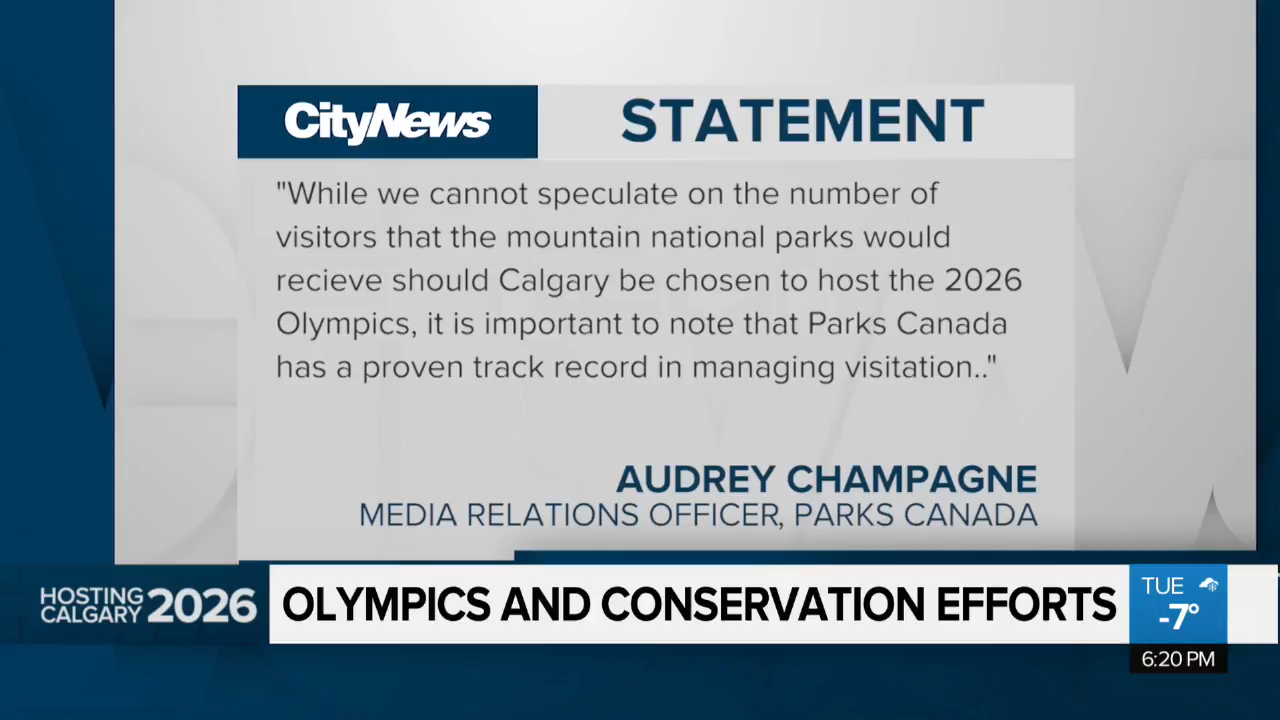 CityNews
STATEMENT
"While we cannot speculate on the number of
visitors that the mountain national parks would
recieve should Calgary be chosen to host the 2026
Olympics, it is important to note that Parks Canada
has a proven track record in managing visitation.."
AUDREY CHAMPAGNE
MEDIA RELATIONS OFFICER, PARKS CANADA
HOSTING
CALGARY 2026
OLYMPICS AND CONSERVATION EFFORTS
TUE
-7°
6:20 PM